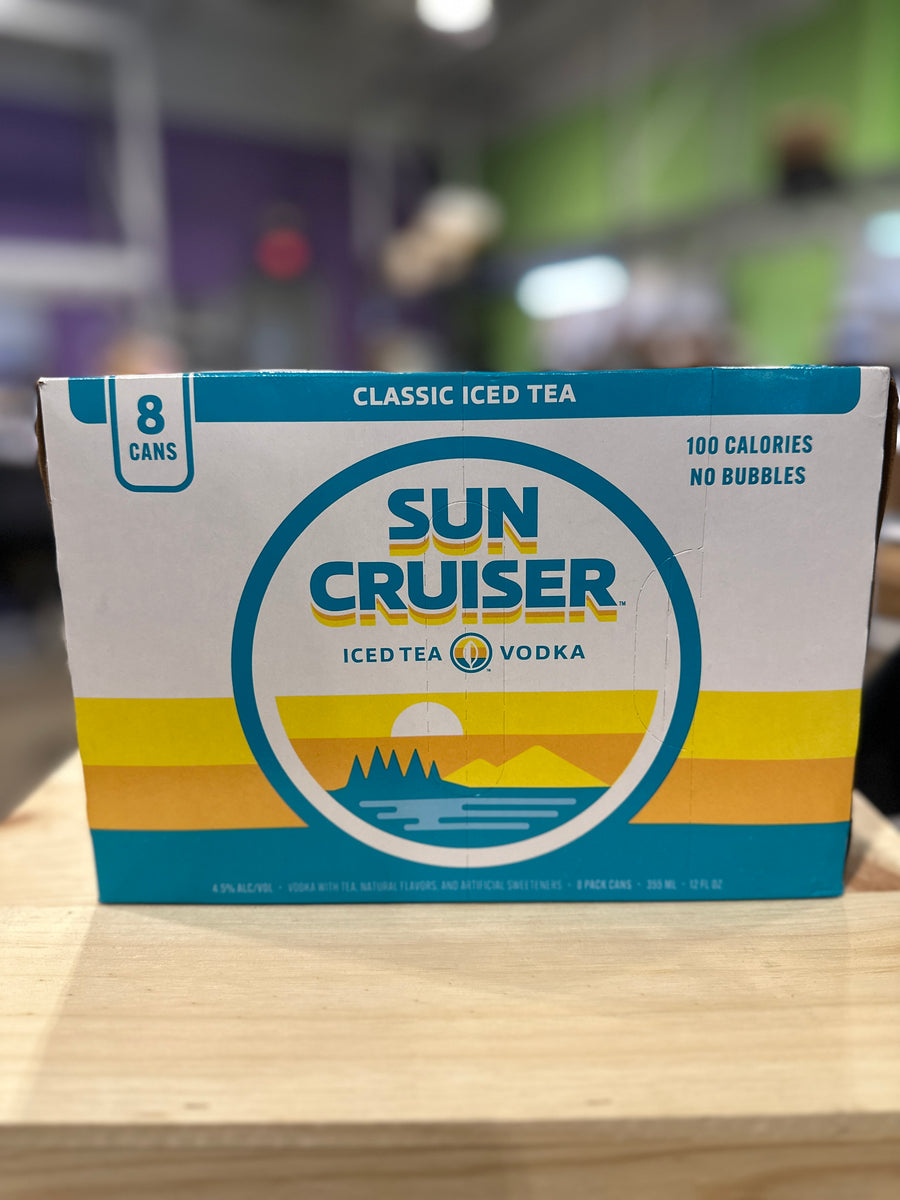 CLASSIC ICED TEA
8
CANS
100 CALORIES
NO BUBBLES
SUN
CRUISER™
ICED TEA VODKA
4.5% ALC/VOL • VODKA WITH TEA, NATURAL FLAVORS, AND ARTIFICIAL SWEETENERS • 8 PACK CANS • 355 ML • 12 FL OZ